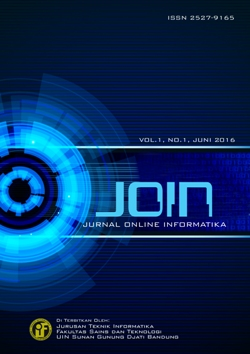 ISSN 2527-9165
VOL.1, NO.1, JUNI 2016
JOIN
JURNAL ONLINE INFORMATIKA
Di Terbitkan Oleh:
Jurusan Teknik Informatika
Fakultas Sains dan Teknologi
UIN Sunan Gunung Djati Bandung